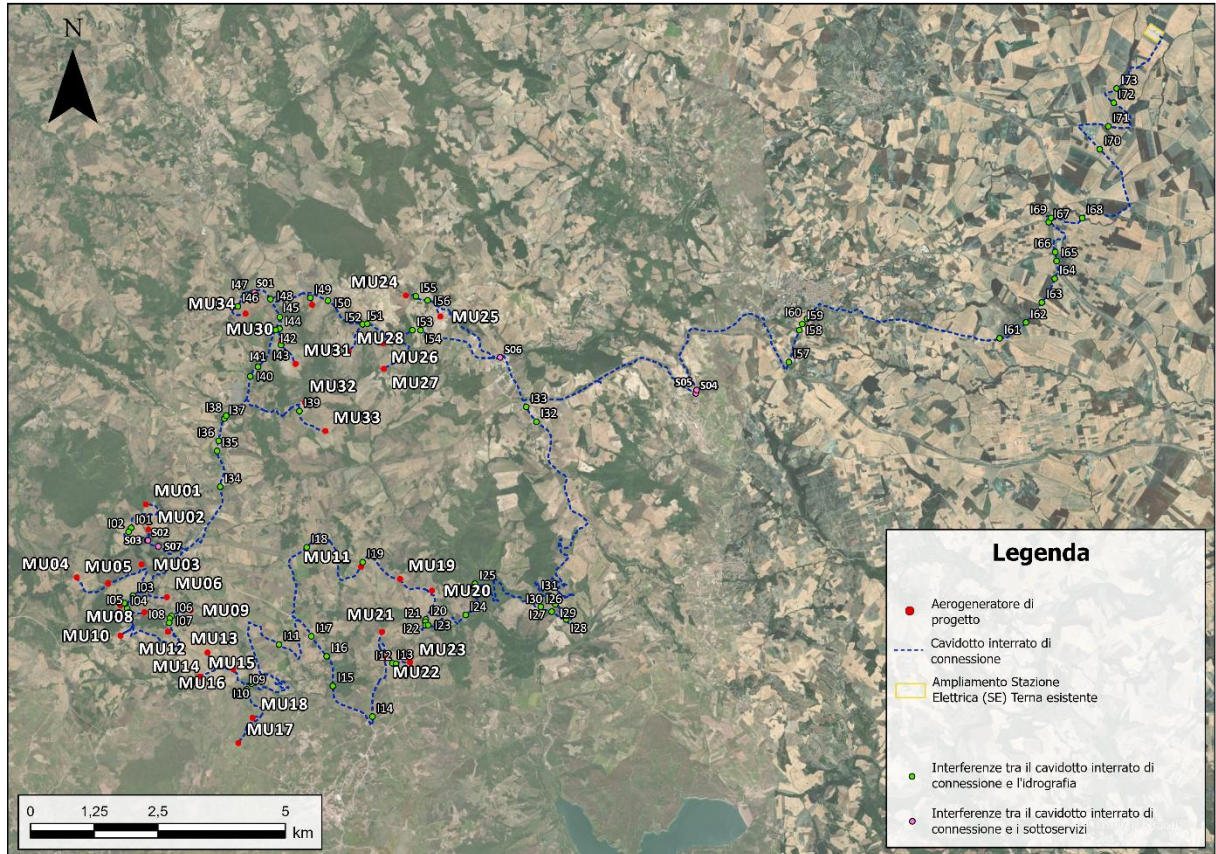 N
I73
I72
I71
I70
I69
I67
I68
I66
I65
I64
I63
I62
I61
I60
I59
I58
I57
MU24
I55
I56
MU25
I47
S01
I46
I48
I49
I50
MU34
I45
I44
MU30
I42
I43
I52
I51
MU28
I53
I54
MU31
MU26
S06
MU27
I41
I40
MU32
S05
S04
I38
I37
I39
MU33
I33
I32
I36
I35
I34
MU01
I02
I01
MU02
S03
S02
S07
MU03
MU04
MU05
MU06
I03
I05
I04
MU08
I08
I06
MU09
I07
MU10
MU12
MU13
MU14
MU15
MU16
I09
I10
MU18
MU17
I18
MU11
I19
MU19
I25
MU20
I11
I17
I16
I15
I14
MU21
I21
I20
I22
I23
I24
I12
I13
MU23
MU22
I31
I30
I26
I27
I29
I28
Legenda
Aerogeneratore di
progetto
Cavidotto interrato di
connessione
Ampliamento Stazione
Elettrica (SE) Terna esistente
Interferenze tra il cavidotto interrato di
connessione e l'idrografia
Interferenze tra il cavidotto interrato di
connessione e i sottoservizi
0 1,25 2,5 5
km